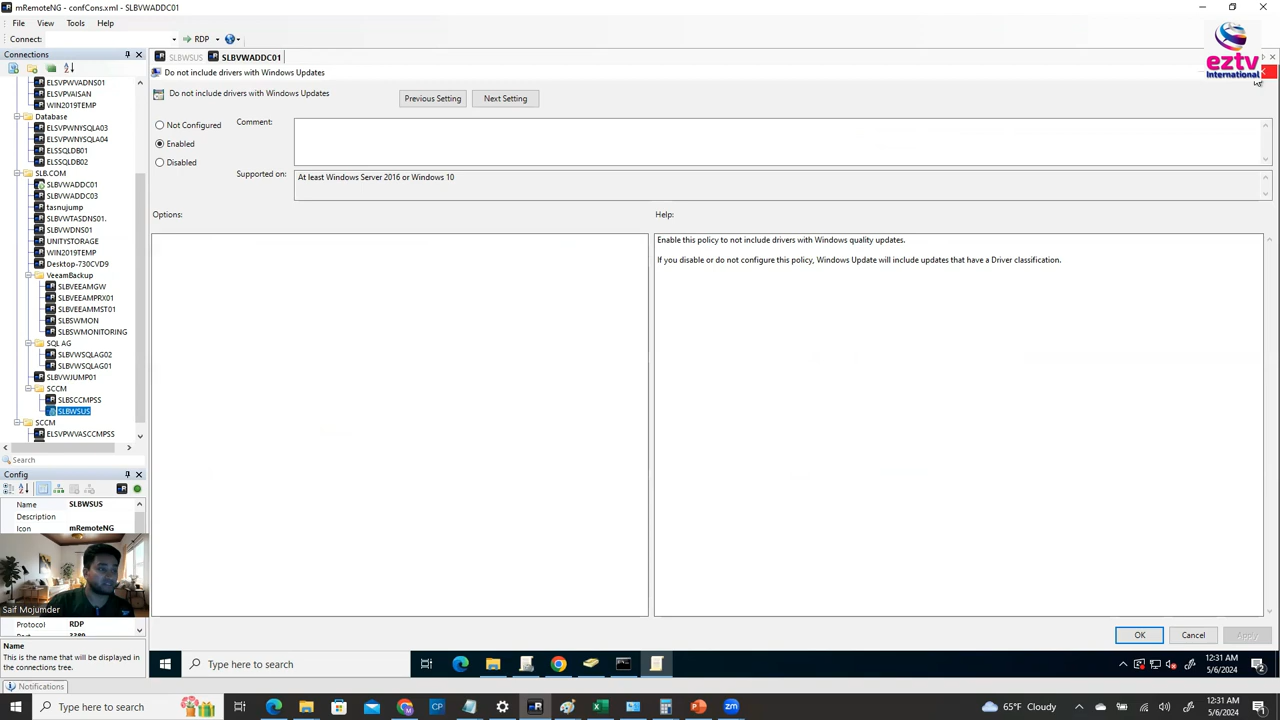 mRemoteNG - confCons.xml - SLBVWADDC01
File View Tools Help
Connect: RDP
Connections
SLBWSUS SLBVWADDC01
eztv
International
Do not include drivers with Windows Updates
Do not include drivers with Windows Updates
Previous Setting Next Setting
Not Configured
Enabled
Disabled
Comment:
Supported on:
At least Windows Server 2016 or Windows 10
Options:
Help:
Enable this policy to not include drivers with Windows quality updates.
If you disable or do not configure this policy, Windows Update will include updates that have a Driver classification.
ELSVPWVADNS01
ELSVPVAISAN
WIN2019TEMP
Database
ELSVPWNYSQLA03
ELSVPWNYSQLA04
ELSSQLDB01
ELSSQLDB02
SLB.COM
SLBVWADDC01
SLBVWADDC03
tasnujump
SLBVWTASDNS01.
SLBVWDNS01
UNITYSTORAGE
WIN2019TEMP
Desktop-730CVD9
VeeamBackup
SLBVEEAMGW
SLBVEEAMPRX01
SLBVEEAMMST01
SLBSWMON
SLBSWMONITORING
SQL AG
SLBVWSQLAG02
SLBVWSQLAG01
SLBVWJUMP01
SCCM
SLBSCCMPSS
SLBWSUS
SCCM
ELSVPWVASCCMPSS
Search
Config
Name SLBWSUS
Description
Icon mRemoteNG
Saif Mojumder
Protocol RDP
Name
This is the name that will be displayed in the connections tree.
Notifications
OK Cancel Apply
Type here to search
12:31 AM
5/6/2024
2
Type here to search
65°F Cloudy
12:31 AM
5/6/2024
1